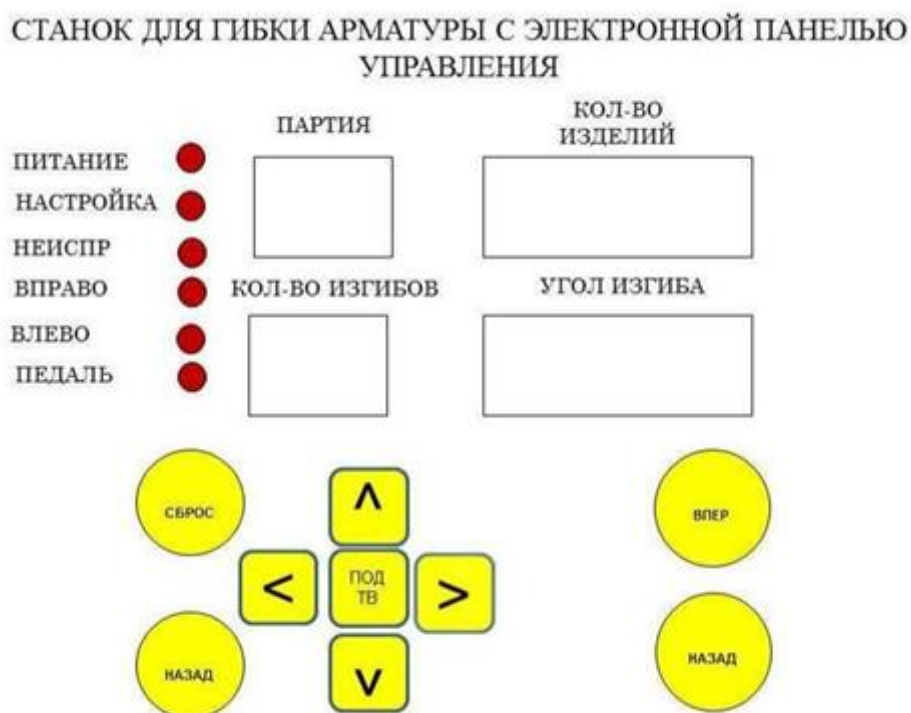 СТАНОК ДЛЯ ГИБКИ АРМАТУРЫ С ЭЛЕКТРОННОЙ ПАНЕЛЬЮ
УПРАВЛЕНИЯ
ПАРТИЯ
КОЛ-ВО
ИЗДЕЛИЙ
ПИТАНИЕ
НАСТРОЙКА
НЕИСПР
ВПРАВО
ВЛЕВО
ПЕДАЛЬ
КОЛ-ВО ИЗГИБОВ
УГОЛ ИЗГИБА
СБРОС
^
ВПЕР
<
ПОД
ТВ
>
НАЗАД
v
НАЗАД